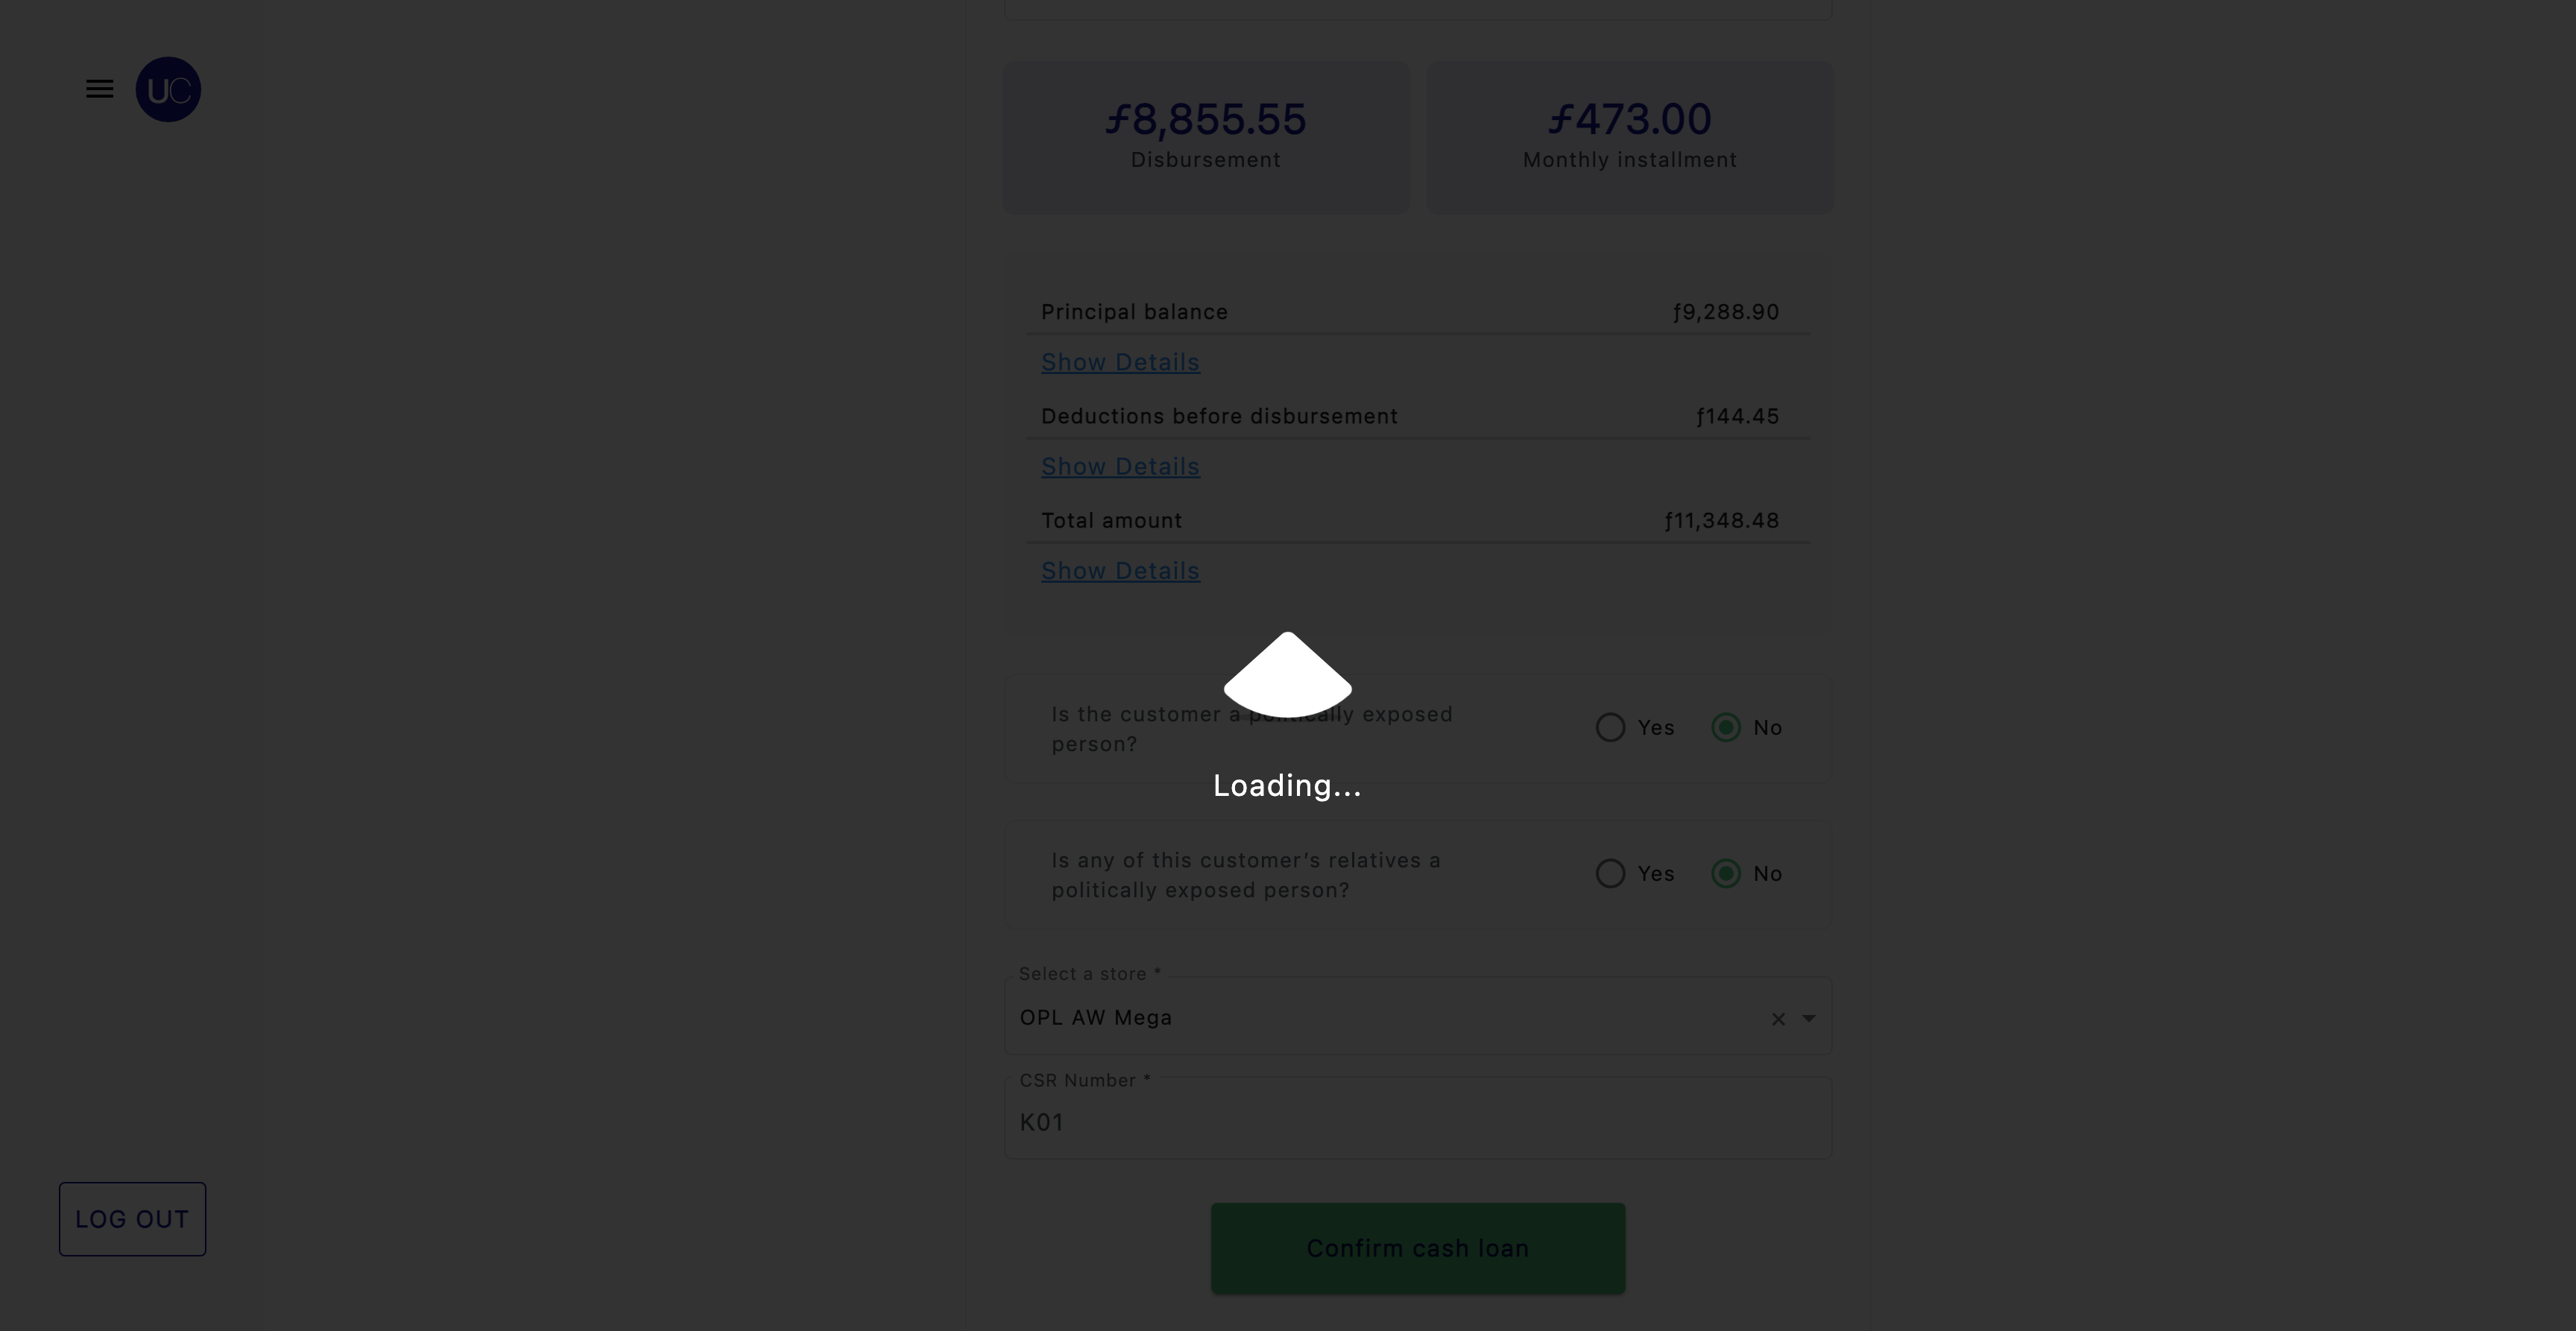 UC
ƒ8,855.55
Disbursement
ƒ473.00
Monthly installment
Principal balance ƒ9,288.90
Show Details
Deductions before disbursement ƒ144.45
Show Details
Total amount ƒ11,348.48
Show Details
Is the customer a politically exposed
person?
Yes No
Loading...
Is any of this customer's relatives a
politically exposed person?
Yes No
Select a store *
OPL AW Mega
CSR Number *
K01
LOG OUT
Confirm cash loan